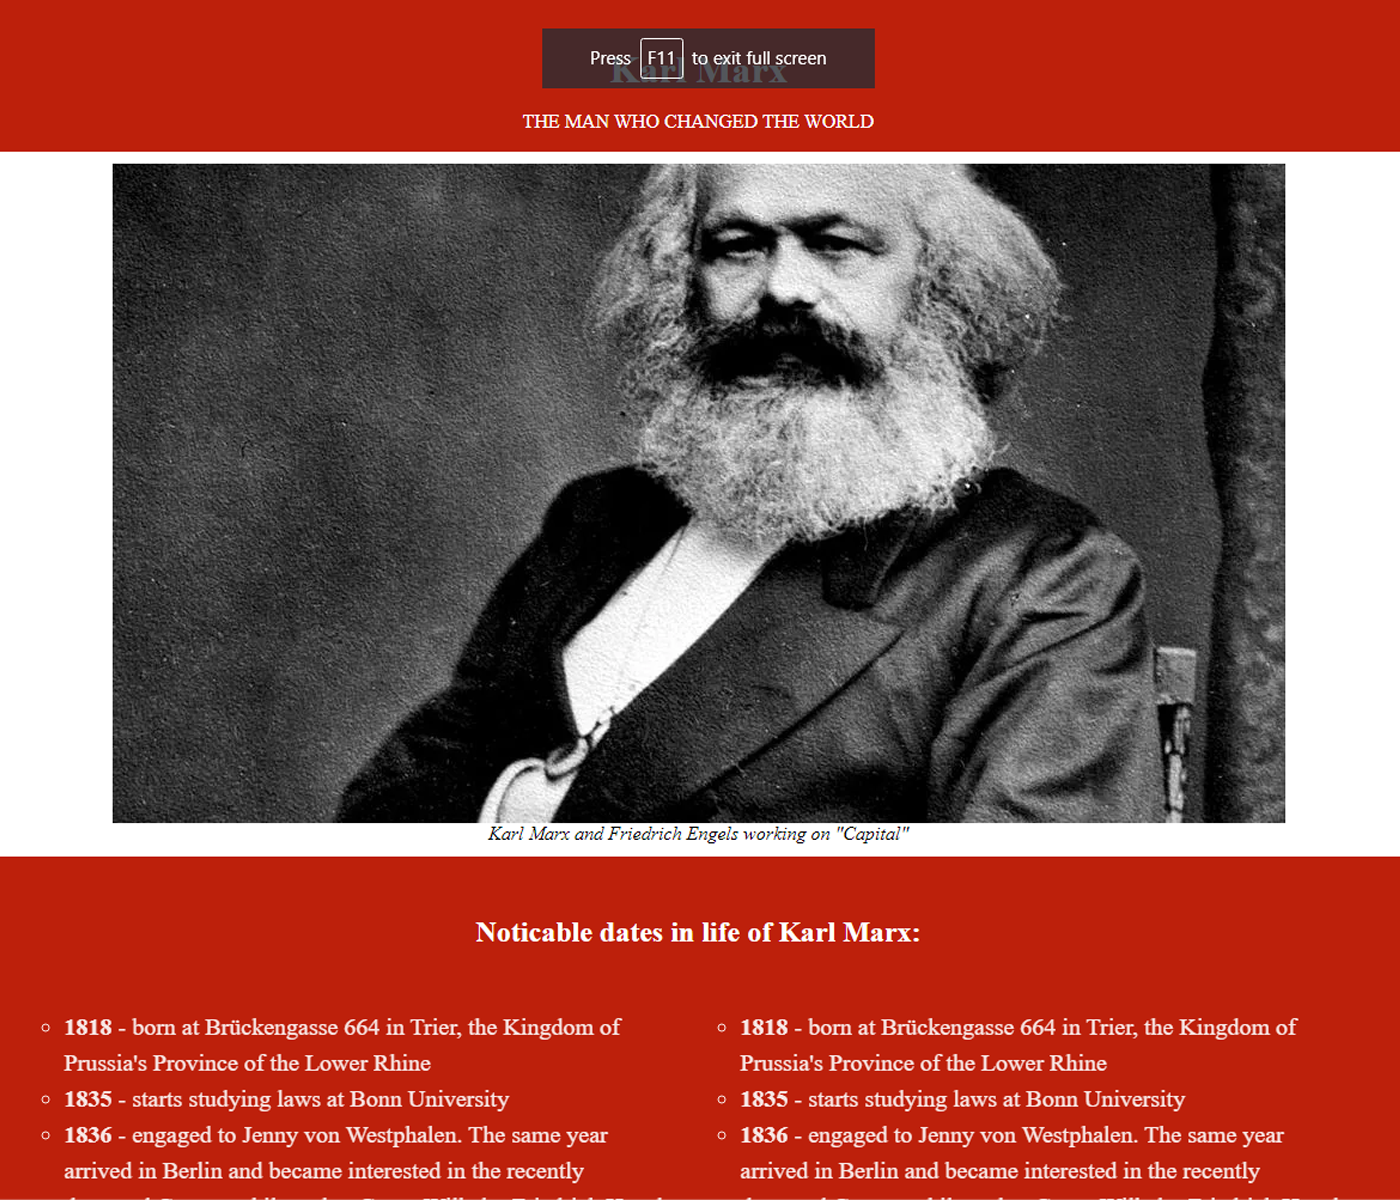 Press F11 to exit full screen
Karl Marx
THE MAN WHO CHANGED THE WORLD
Karl Marx and Friedrich Engels working on "Capital"
Noticable dates in life of Karl Marx:
1818 - born at Brückengasse 664 in Trier, the Kingdom of
Prussia's Province of the Lower Rhine
1835 - starts studying laws at Bonn University
1836 - engaged to Jenny von Westphalen. The same year
arrived in Berlin and became interested in the recently
1818 - born at Brückengasse 664 in Trier, the Kingdom of
Prussia's Province of the Lower Rhine
1835 - starts studying laws at Bonn University
1836 - engaged to Jenny von Westphalen. The same year
arrived in Berlin and became interested in the recently